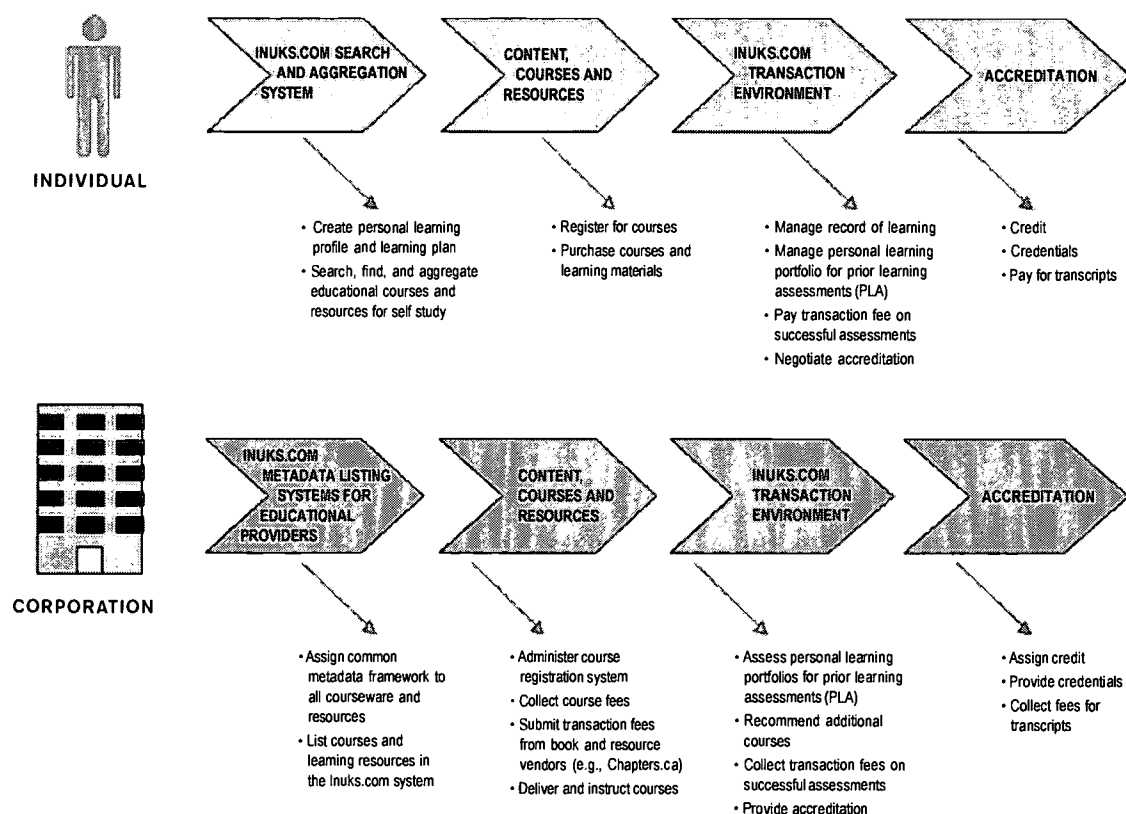 INUKS.COM SEARCH
AND AGGREGATION
SYSTEM
CONTENT,
COURSES AND
RESOURCES
INUKS.COM
TRANSACTION
ENVIRONMENT
ACCREDITATION
INDIVIDUAL
• Create personal learning
profile and learning plan
• Search, find, and aggregate
educational courses and
resources for self study
• Register for courses
• Purchase courses and
learning materials
• Manage record of learning
• Manage personal learning
portfolio for prior learning
assessments (PLA)
• Pay transaction fee on
successful assessments
• Negotiate accreditation
• Credit
• Credentials
• Pay for transcripts
INUKS.COM
METADATA LISTING
SYSTEMS FOR
EDUCATIONAL
PROVIDERS
CONTENT,
COURSES AND
RESOURCES
INUKS.COM
TRANSACTION
ENVIRONMENT
ACCREDITATION
CORPORATION
• Assign common
metadata framework to
all courseware and
resources
• List courses and
learning resources in
the Inuks.com system
• Administer course
registration system
• Collect course fees
• Submit transaction fees
from book and resource
vendors (e.g., Chapters.ca)
• Deliver and instruct courses
• Assess personal learning
portfolios for prior learning
assessments (PLA)
• Recommend additional
courses
• Collect transaction fees on
successful assessments
• Provide accreditation
• Assign credit
• Provide credentials
• Collect fees for
transcripts